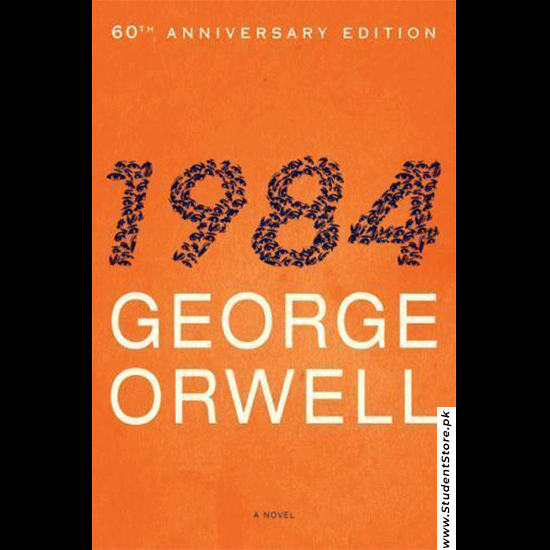 60TH ANNIVERSARY EDITION
1984
GEORGE
ORWELL
A NOVEL
www.StudentStore.pk